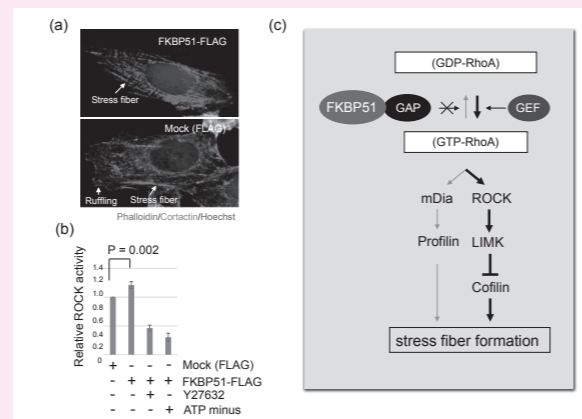 (a)
FKBP51-FLAG
Stress fiber
Mock (FLAG)
Ruffling
Stress fiber
Phalloidin/Cortactin/Hoechst
(b)
P = 0.002
Relative ROCK activity
1.4
1.2
1.0
0.8
0.6
0.4
0.2
0
+ - - - Mock (FLAG)
- + + + FKBP51-FLAG
- - + - Y27632
- - - + ATP minus
(c)
(GDP-RhoA)
FKBP51 GAP GEF
(GTP-RhoA)
mDia ROCK
Profilin LIMK
Cofilin
stress fiber formation